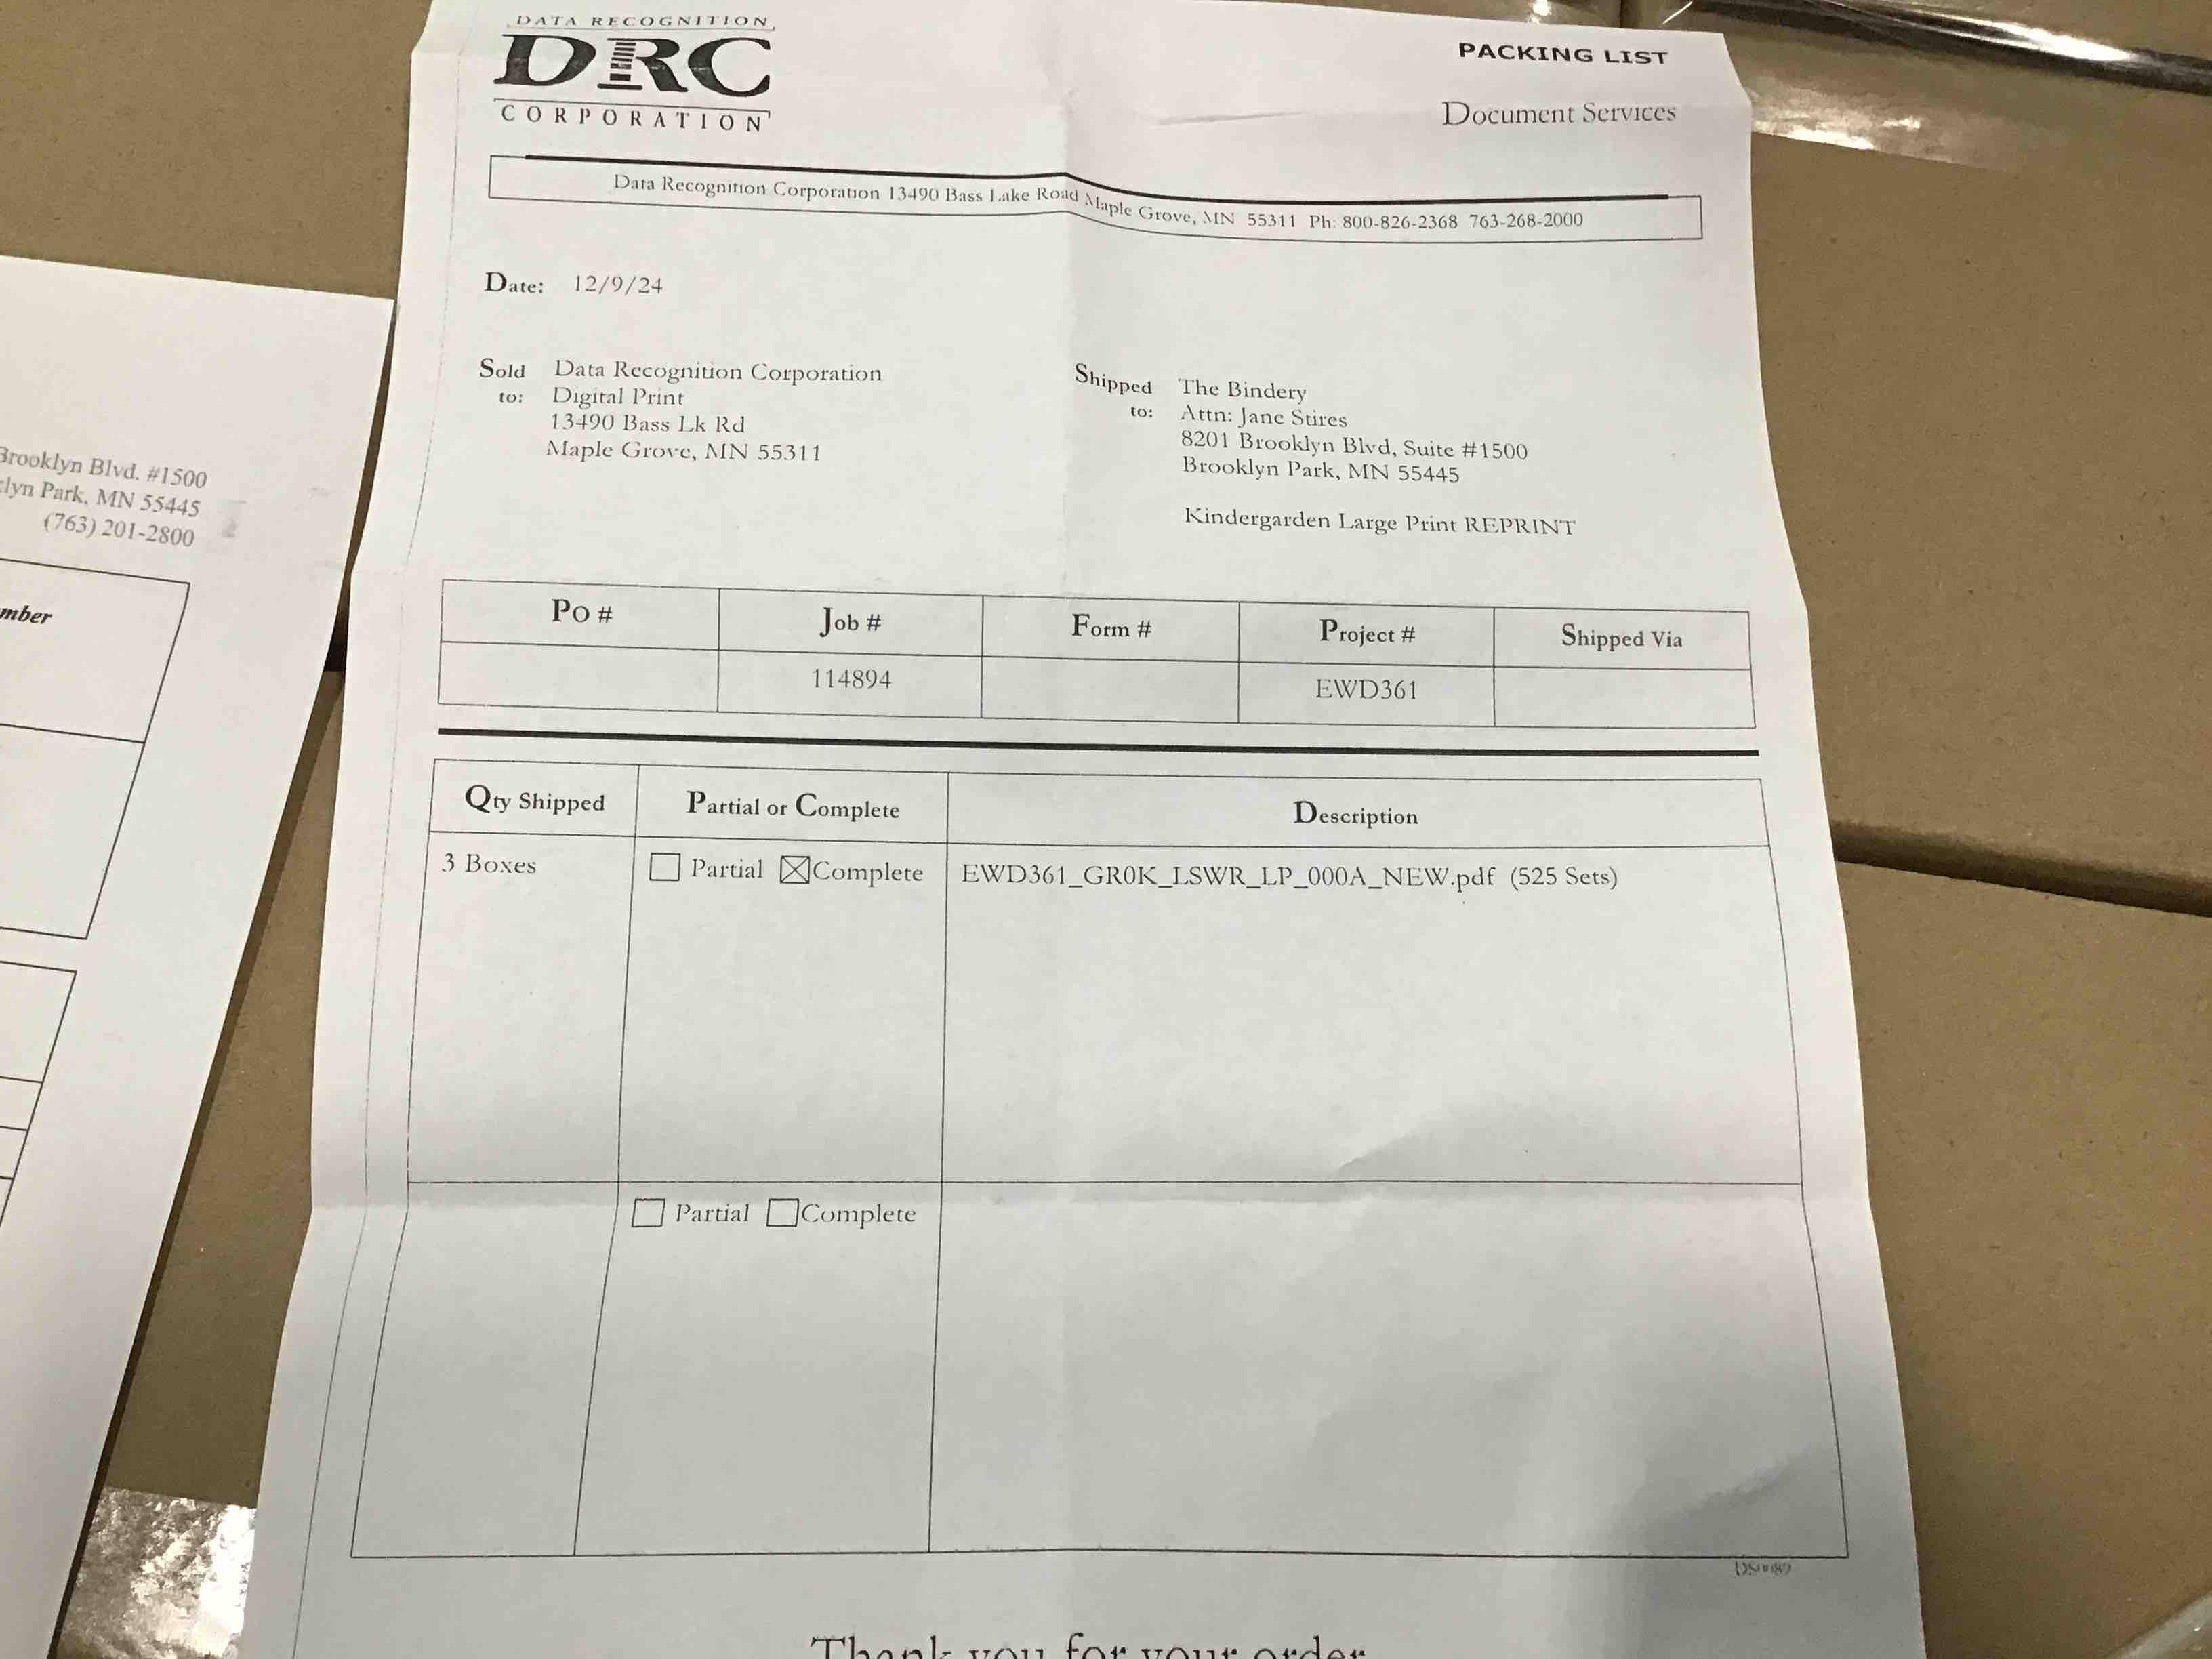 DATA RECOGNITION
DRC
CORPORATION
PACKING LIST
Document Services
Data Recognition Corporation 13490 Bass Lake Road Maple Grove, MN 55311 Ph: 800-826-2368 763-268-2000
Date: 12/9/24
Sold to:
Data Recognition Corporation
Digital Print
13490 Bass Lk Rd
Maple Grove, MN 55311
Shipped to:
The Bindery
Attn: Jane Stires
8201 Brooklyn Blvd, Suite #1500
Brooklyn Park, MN 55445
Kindergarden Large Print REPRINT
PO # Job # Form # Project # Shipped Via
114894 EWD361
Qty Shipped Partial or Complete Description
3 Boxes Partial Complete EWD361_GR0K_LSWR_LP_000A_NEW.pdf (525 Sets)
Partial Complete
Thank you for your order
Brooklyn Blvd. #1500
lyn Park, MN 55445
(763) 201-2800
mber